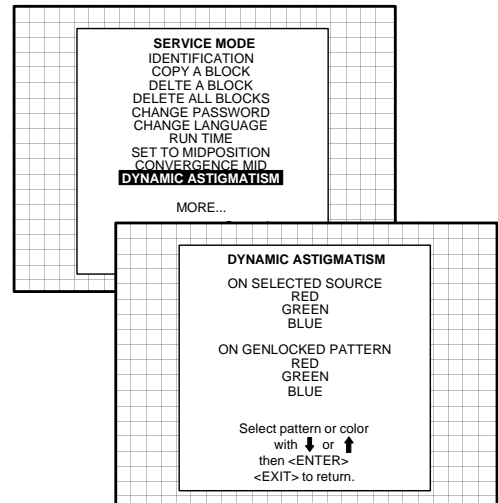 SERVICE MODE
IDENTIFICATION
COPY A BLOCK
DELTE A BLOCK
DELETE ALL BLOCKS
CHANGE PASSWORD
CHANGE LANGUAGE
RUN TIME
SET TO MIDPOSITION
CONVERGENCE MID
DYNAMIC ASTIGMATISM
MORE...
DYNAMIC ASTIGMATISM
ON SELECTED SOURCE
RED
GREEN
BLUE
ON GENLOCKED PATTERN
RED
GREEN
BLUE
Select pattern or color
with ⬇ or ⬆
then <ENTER>
<EXIT> to return.